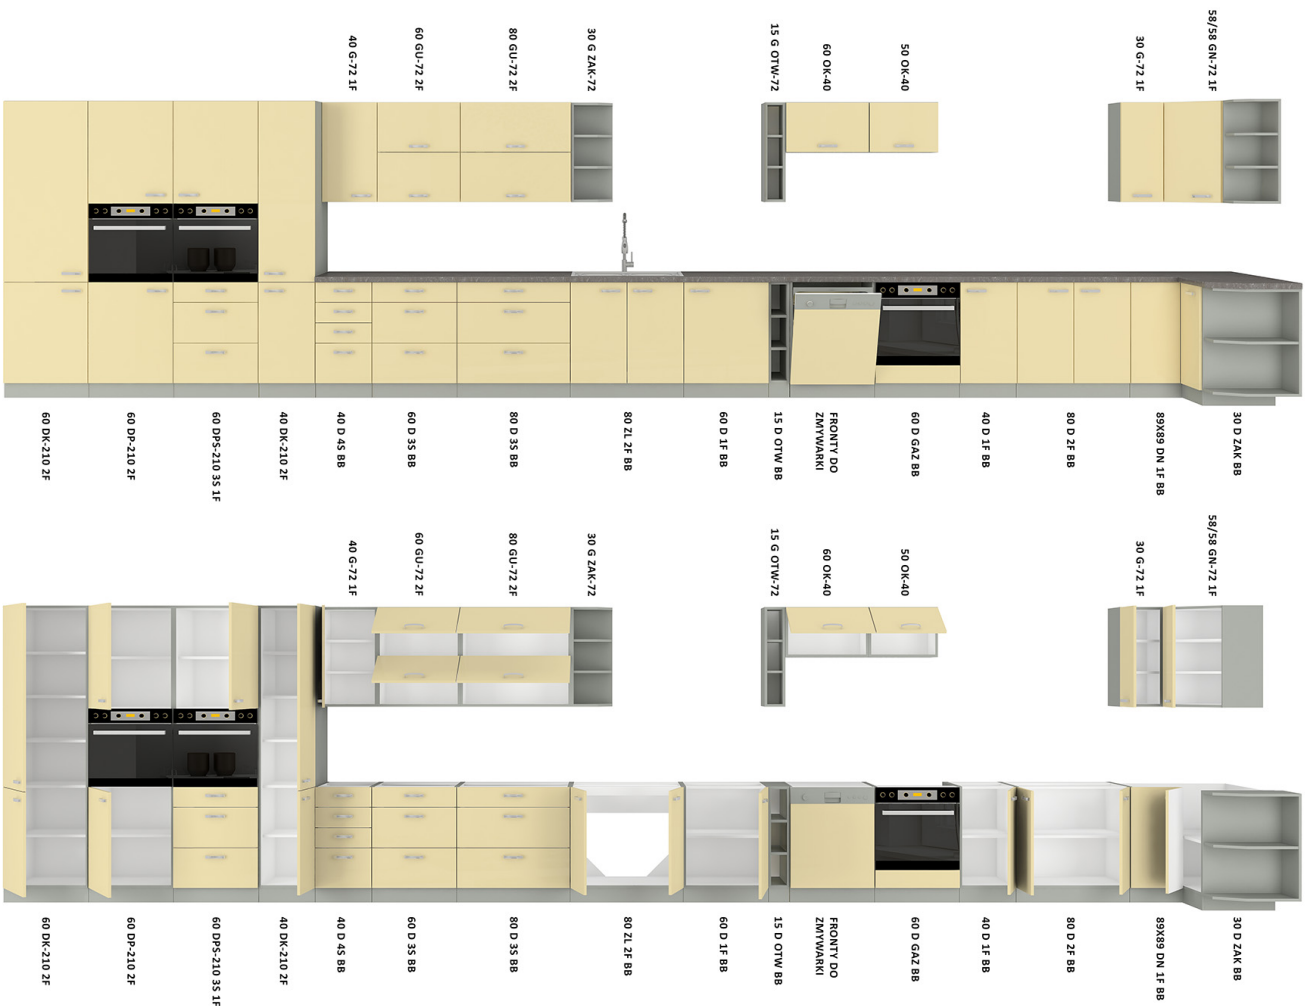 40 G-72 1F
60 GU-72 2F
80 GU-72 2F
30 G ZAK-72
15 G OTW-72
60 OK-40
50 OK-40
30 G-72 1F
58/58 GN-72 1F
60 DK-210 2F
60 DP-210 2F
60 DPS-210 3S 1F
40 DK-210 2F
40 D 4S BB
60 D 3S BB
80 D 3S BB
80 ZL 2F BB
60 D 1F BB
15 D OTW BB
FRONTY DO
ZMYWARKI
60 D GAZ BB
40 D 1F BB
80 D 2F BB
89X89 DN 1F BB
30 D ZAK BB
40 G-72 1F
60 GU-72 2F
80 GU-72 2F
30 G ZAK-72
15 G OTW-72
60 OK-40
50 OK-40
30 G-72 1F
58/58 GN-72 1F
60 DK-210 2F
60 DP-210 2F
60 DPS-210 3S 1F
40 DK-210 2F
40 D 4S BB
60 D 3S BB
80 D 3S BB
80 ZL 2F BB
60 D 1F BB
15 D OTW BB
FRONTY DO
ZMYWARKI
60 D GAZ BB
40 D 1F BB
80 D 2F BB
89X89 DN 1F BB
30 D ZAK BB